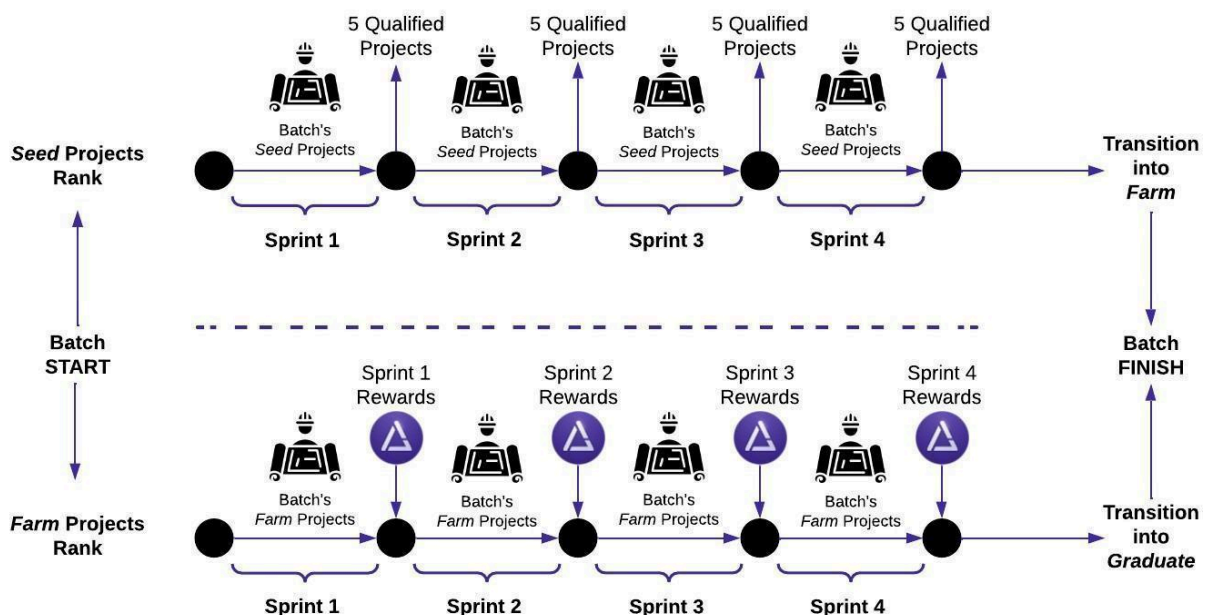 5 Qualified
Projects
5 Qualified
Projects
5 Qualified
Projects
5 Qualified
Projects
Batch's
Seed Projects
Batch's
Seed Projects
Batch's
Seed Projects
Batch's
Seed Projects
Seed Projects
Rank
Transition
into
Farm
Sprint 1
Sprint 2
Sprint 3
Sprint 4
Batch
START
Batch
FINISH
Sprint 1
Rewards
Sprint 2
Rewards
Sprint 3
Rewards
Sprint 4
Rewards
Batch's
Farm Projects
Batch's
Farm Projects
Batch's
Farm Projects
Batch's
Farm Projects
Farm Projects
Rank
Transition
into
Graduate
Sprint 1
Sprint 2
Sprint 3
Sprint 4